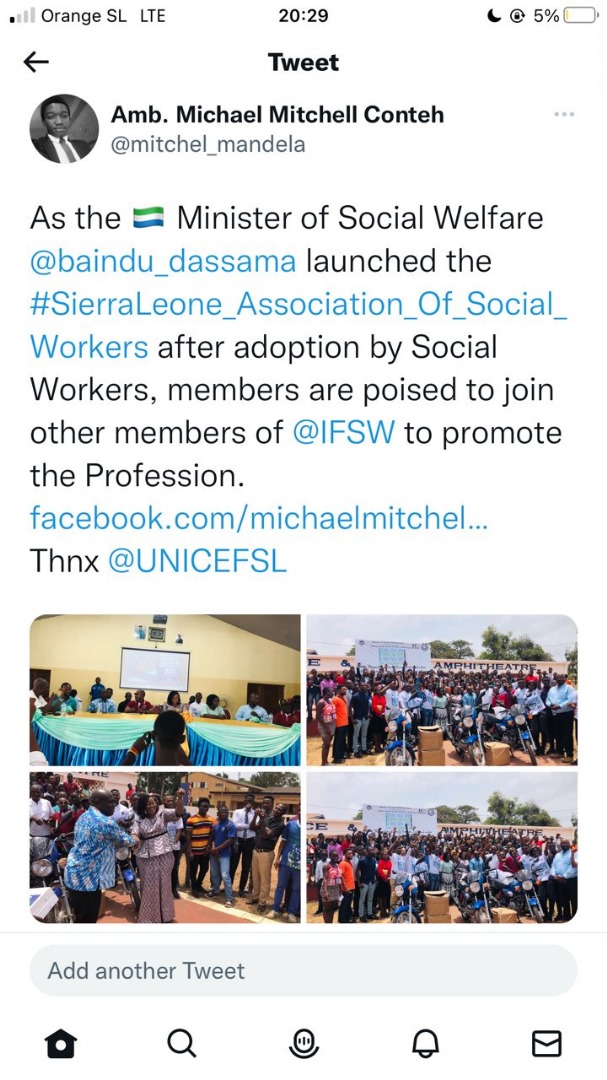 Orange SL LTE 20:29 5%
Tweet
Amb. Michael Mitchell Conteh
@mitchel_mandela
As the 🇸🇱 Minister of Social Welfare
@baindu_dassama launched the
#SierraLeone_Association_Of_Social_
Workers after adoption by Social
Workers, members are poised to join
other members of @IFSW to promote
the Profession.
facebook.com/michaelmitchel...
Thnx @UNICEFSL
E & AMPHITHEATRE
TRE
CE & AMPHITHEATRE
Add another Tweet